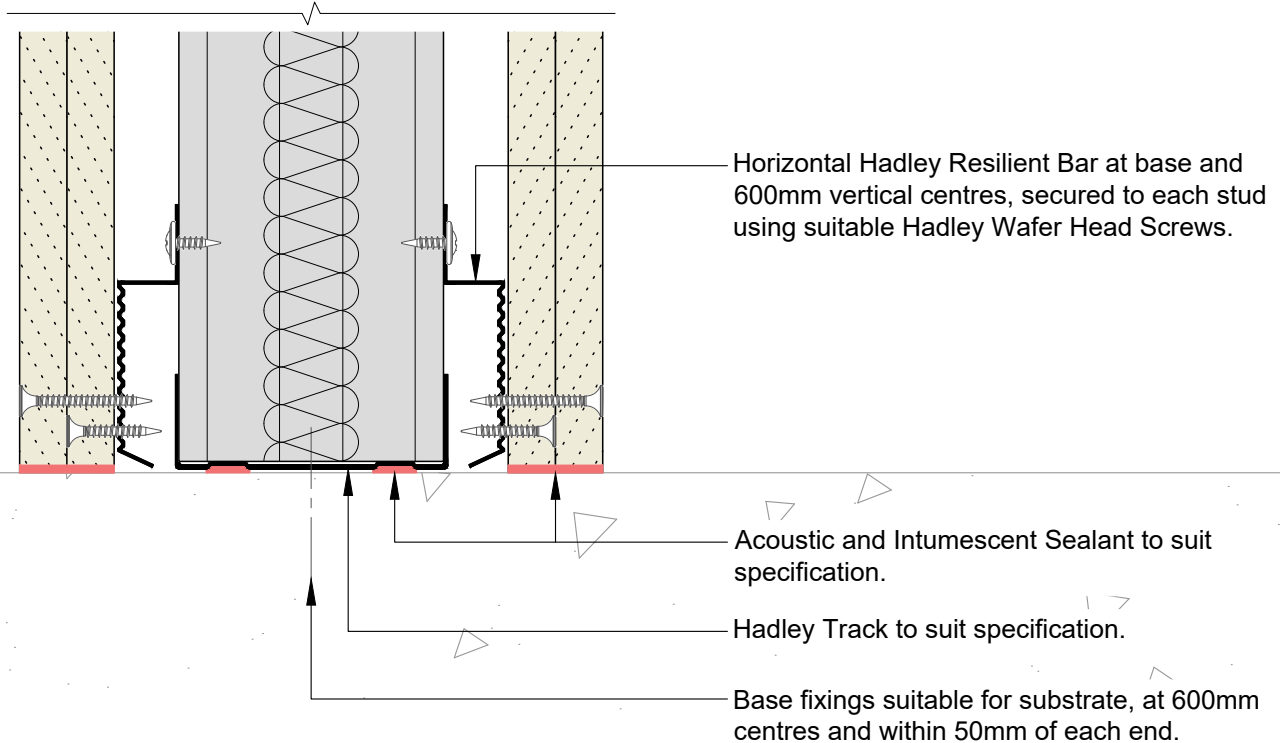 Horizontal Hadley Resilient Bar at base and
600mm vertical centres, secured to each stud
using suitable Hadley Wafer Head Screws.
Acoustic and Intumescent Sealant to suit
specification.
Hadley Track to suit specification.
Base fixings suitable for substrate, at 600mm
centres and within 50mm of each end.